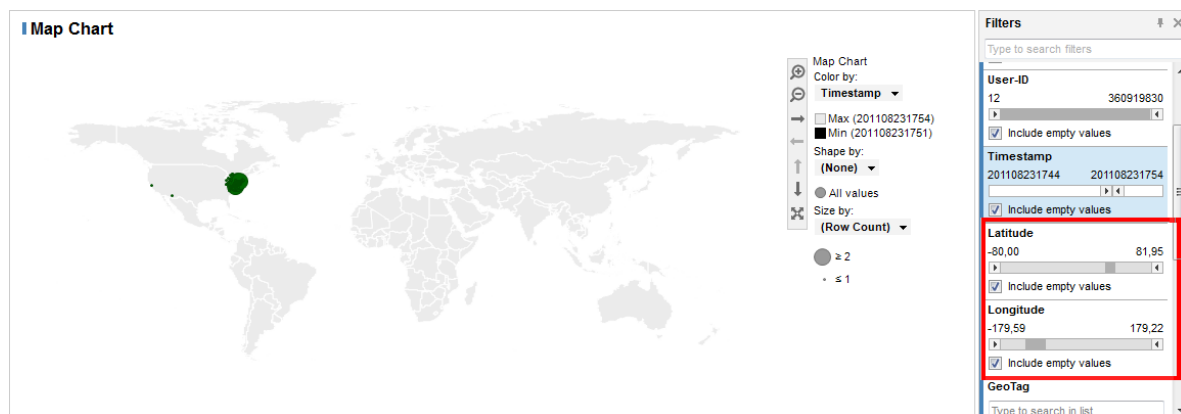 Map Chart
Map Chart
Color by:
Timestamp
Max (201108231754)
Min (201108231751)
Shape by:
(None)
All values
Size by:
(Row Count)
≥ 2
≤ 1
Filters
Type to search filters
User-ID
12 360919830
Include empty values
Timestamp
201108231744 201108231754
Include empty values
Latitude
-80,00 81,95
Include empty values
Longitude
-179,59 179,22
Include empty values
GeoTag
Type to search in list